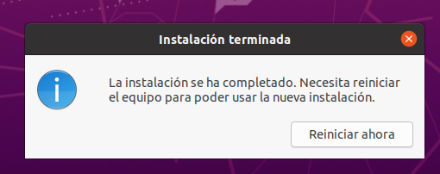 Instalación terminada
La instalación se ha completado. Necesita reiniciar
el equipo para poder usar la nueva instalación.
Reiniciar ahora